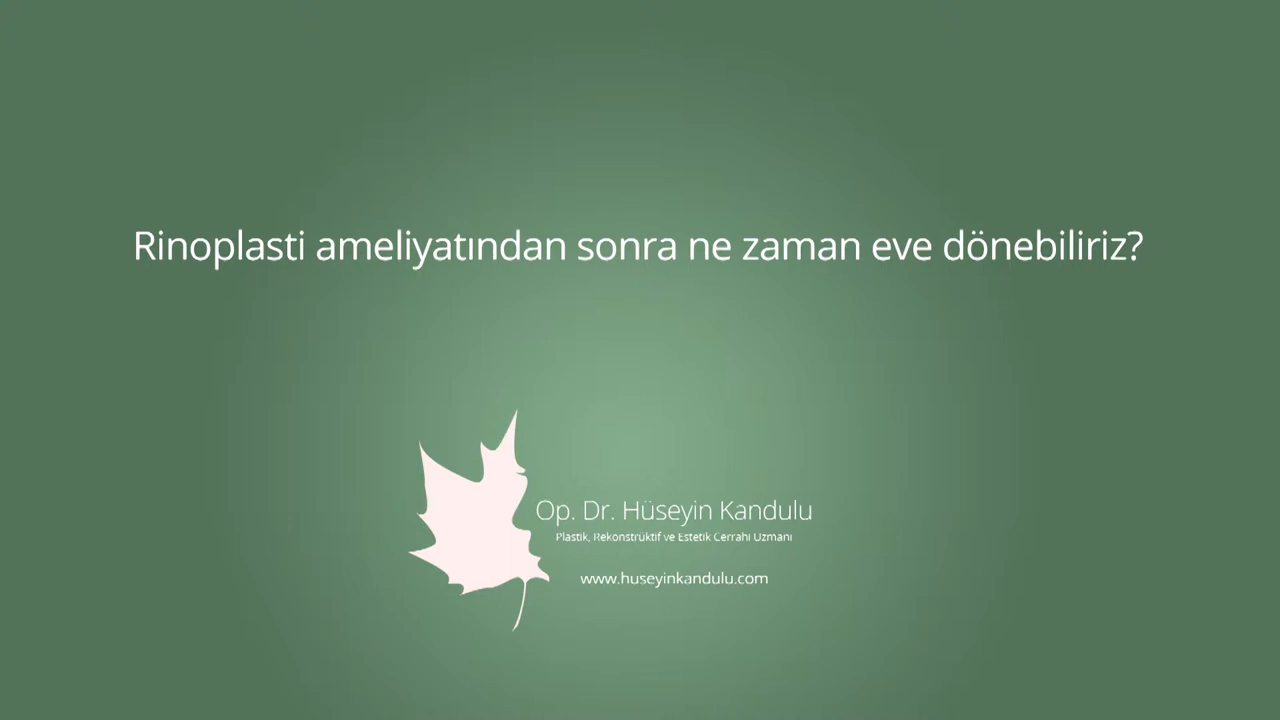 Rinoplasti ameliyatından sonra ne zaman eve dönebiliriz?
Op. Dr. Hüseyin Kandulu
Plastik, Rekonstrüktif ve Estetik Cerrahi Uzmanı
www.huseyinkandulu.com